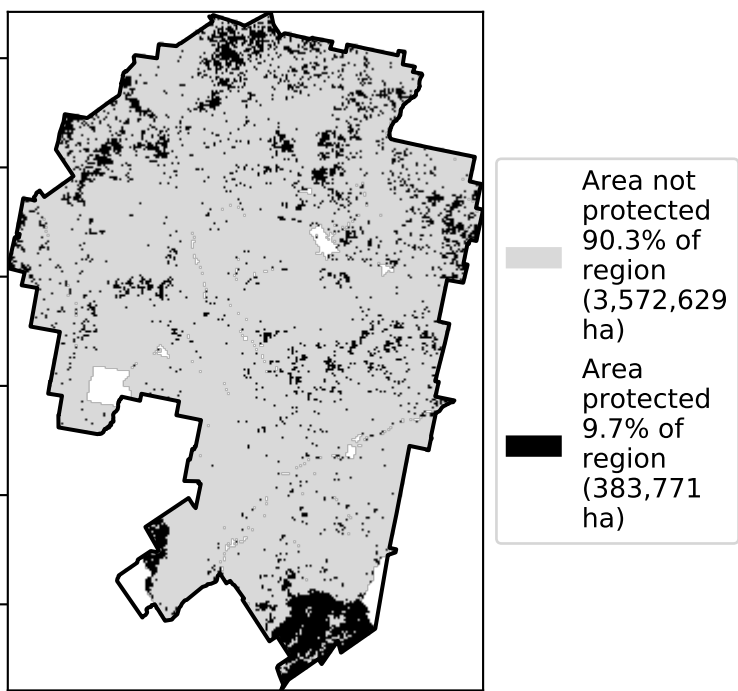 Area not
protected
90.3% of
region
(3,572,629
ha)
Area
protected
9.7% of
region
(383,771
ha)